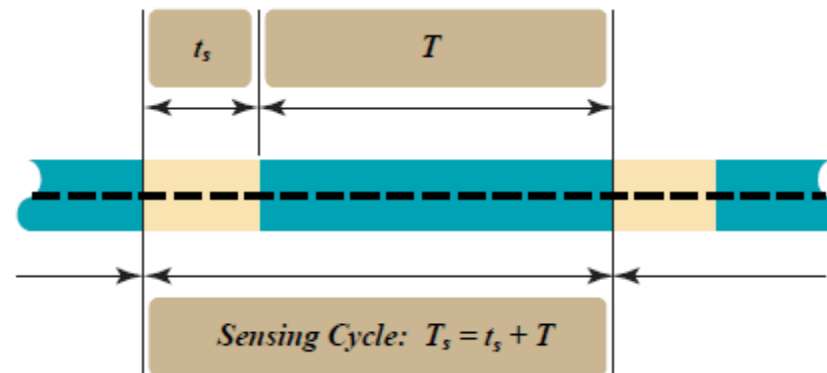 tₛ
T
Sensing Cycle: Tₛ = tₛ + T